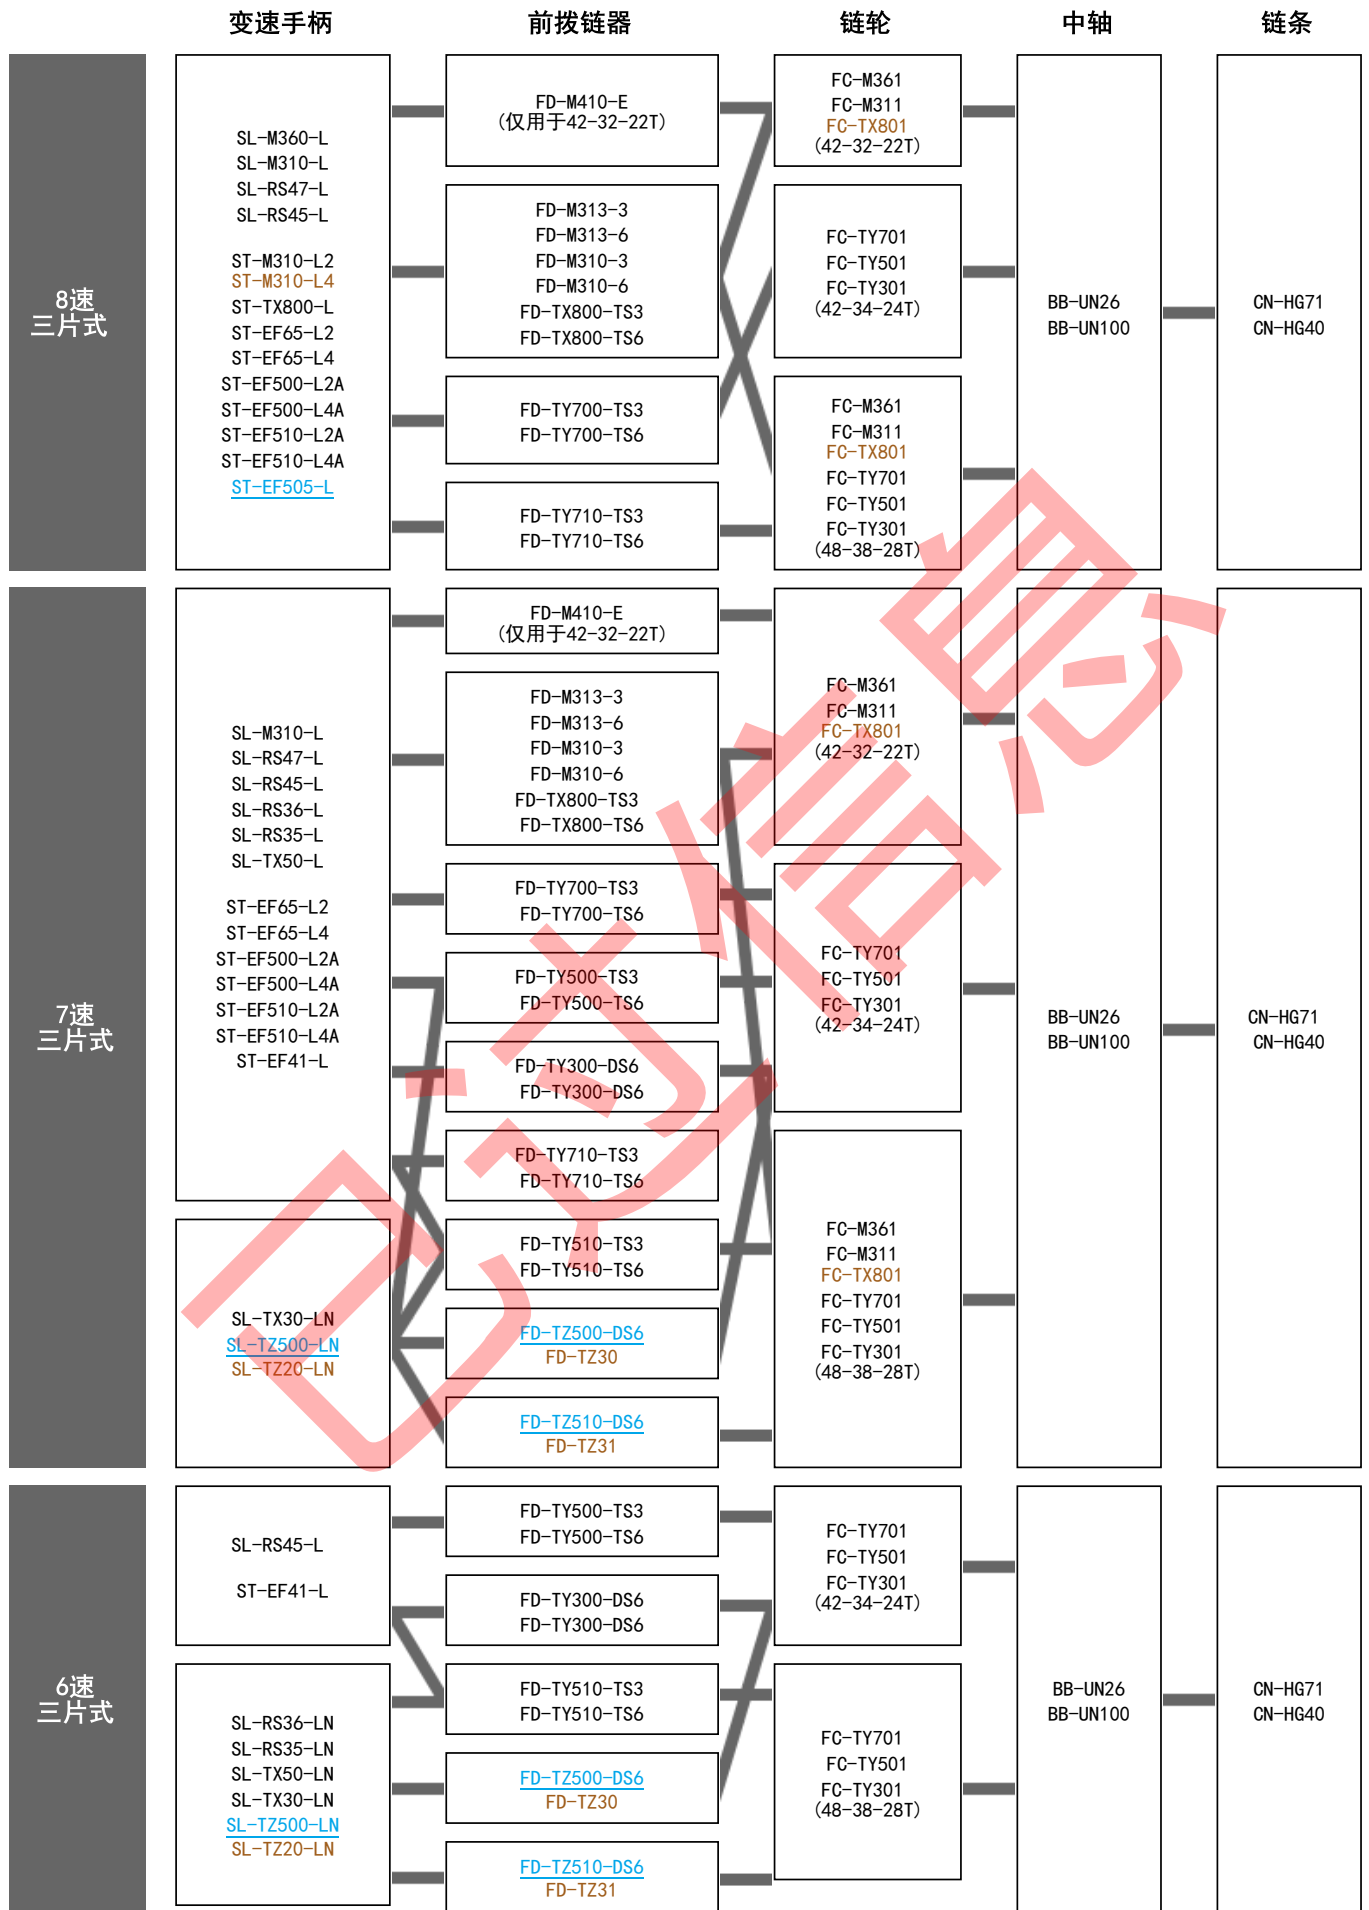 变速手柄
前拨链器
链轮
中轴
链条
8速
三片式
SL-M360-L
SL-M310-L
SL-RS47-L
SL-RS45-L
ST-M310-L2
ST-M310-L4
ST-TX800-L
ST-EF65-L2
ST-EF65-L4
ST-EF500-L2A
ST-EF500-L4A
ST-EF510-L2A
ST-EF510-L4A
ST-EF505-L
FD-M410-E
(仅用于42-32-22T)
FD-M313-3
FD-M313-6
FD-M310-3
FD-M310-6
FD-TX800-TS3
FD-TX800-TS6
FD-TY700-TS3
FD-TY700-TS6
FD-TY710-TS3
FD-TY710-TS6
FC-M361
FC-M311
FC-TX801
(42-32-22T)
FC-TY701
FC-TY501
FC-TY301
(42-34-24T)
FC-M361
FC-M311
FC-TX801
FC-TY701
FC-TY501
FC-TY301
(48-38-28T)
BB-UN26
BB-UN100
CN-HG71
CN-HG40
7速
三片式
SL-M310-L
SL-RS47-L
SL-RS45-L
SL-RS36-L
SL-RS35-L
SL-TX50-L
ST-EF65-L2
ST-EF65-L4
ST-EF500-L2A
ST-EF500-L4A
ST-EF510-L2A
ST-EF510-L4A
ST-EF41-L
SL-TX30-LN
SL-TZ500-LN
SL-TZ20-LN
FD-M410-E
(仅用于42-32-22T)
FD-M313-3
FD-M313-6
FD-M310-3
FD-M310-6
FD-TX800-TS3
FD-TX800-TS6
FD-TY700-TS3
FD-TY700-TS6
FD-TY500-TS3
FD-TY500-TS6
FD-TY300-DS6
FD-TY300-DS6
FD-TY710-TS3
FD-TY710-TS6
FD-TY510-TS3
FD-TY510-TS6
FD-TZ500-DS6
FD-TZ30
FD-TZ510-DS6
FD-TZ31
FC-M361
FC-M311
FC-TX801
(42-32-22T)
FC-TY701
FC-TY501
FC-TY301
(42-34-24T)
FC-M361
FC-M311
FC-TX801
FC-TY701
FC-TY501
FC-TY301
(48-38-28T)
BB-UN26
BB-UN100
CN-HG71
CN-HG40
6速
三片式
SL-RS45-L
ST-EF41-L
SL-RS36-LN
SL-RS35-LN
SL-TX50-LN
SL-TX30-LN
SL-TZ500-LN
SL-TZ20-LN
FD-TY500-TS3
FD-TY500-TS6
FD-TY300-DS6
FD-TY300-DS6
FD-TY510-TS3
FD-TY510-TS6
FD-TZ500-DS6
FD-TZ30
FD-TZ510-DS6
FD-TZ31
FC-TY701
FC-TY501
FC-TY301
(42-34-24T)
FC-TY701
FC-TY501
FC-TY301
(48-38-28T)
BB-UN26
BB-UN100
CN-HG71
CN-HG40
已过信息